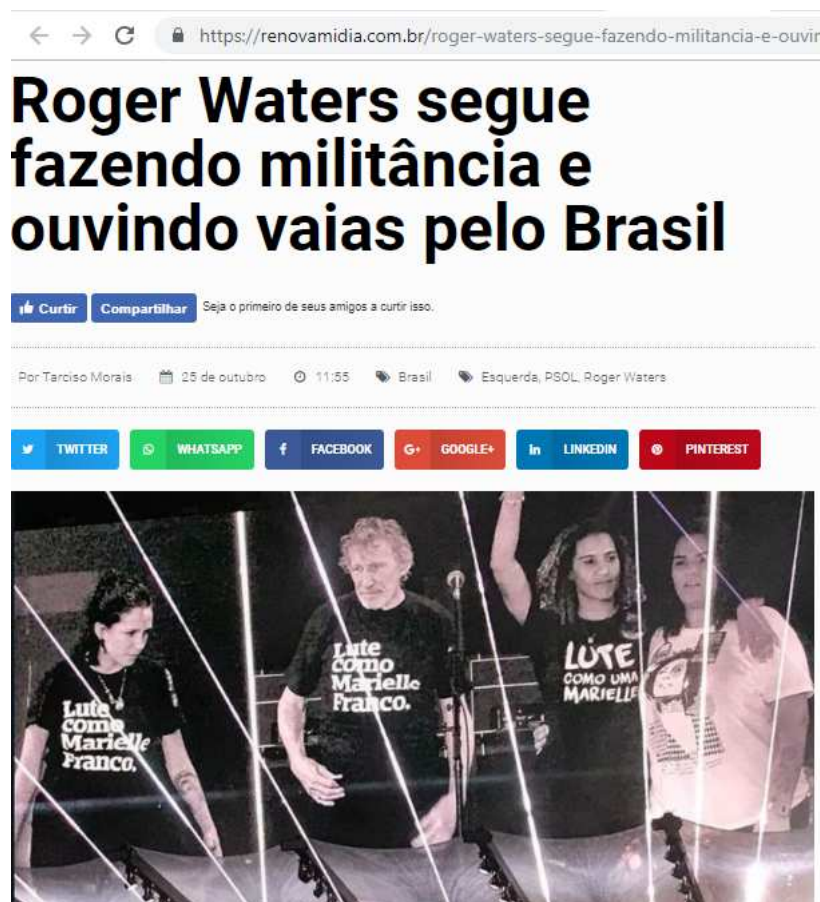 https://renovamidia.com.br/roger-waters-segue-fazendo-militancia-e-ouvir
Roger Waters segue
fazendo militância e
ouvindo vaias pelo Brasil
Curtir Compartilhar Seja o primeiro de seus amigos a curtir isso.
Por Tarciso Morais 25 de outubro 11:55 Brasil Esquerda, PSOL, Roger Waters
TWITTER WHATSAPP FACEBOOK G+ GOOGLE+ in LINKEDIN PINTEREST
Lute
como
Marielle
Franco.
Lute
como
Marielle
Franco.
LUTE
COMO UMA
MARIELLE